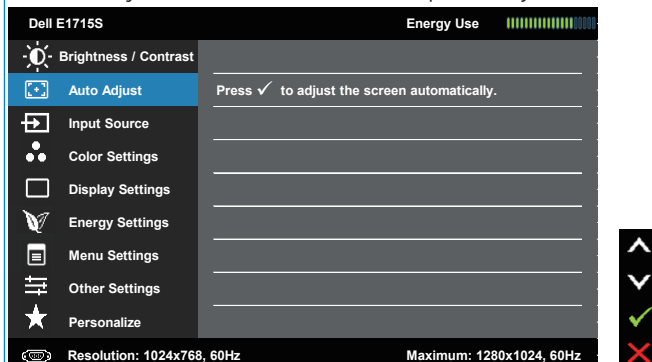 Dell E1715S Energy Use
Brightness / Contrast
Auto Adjust Press ✓ to adjust the screen automatically.
Input Source
Color Settings
Display Settings
Energy Settings
Menu Settings
Other Settings
Personalize
Resolution: 1024x768, 60Hz Maximum: 1280x1024, 60Hz